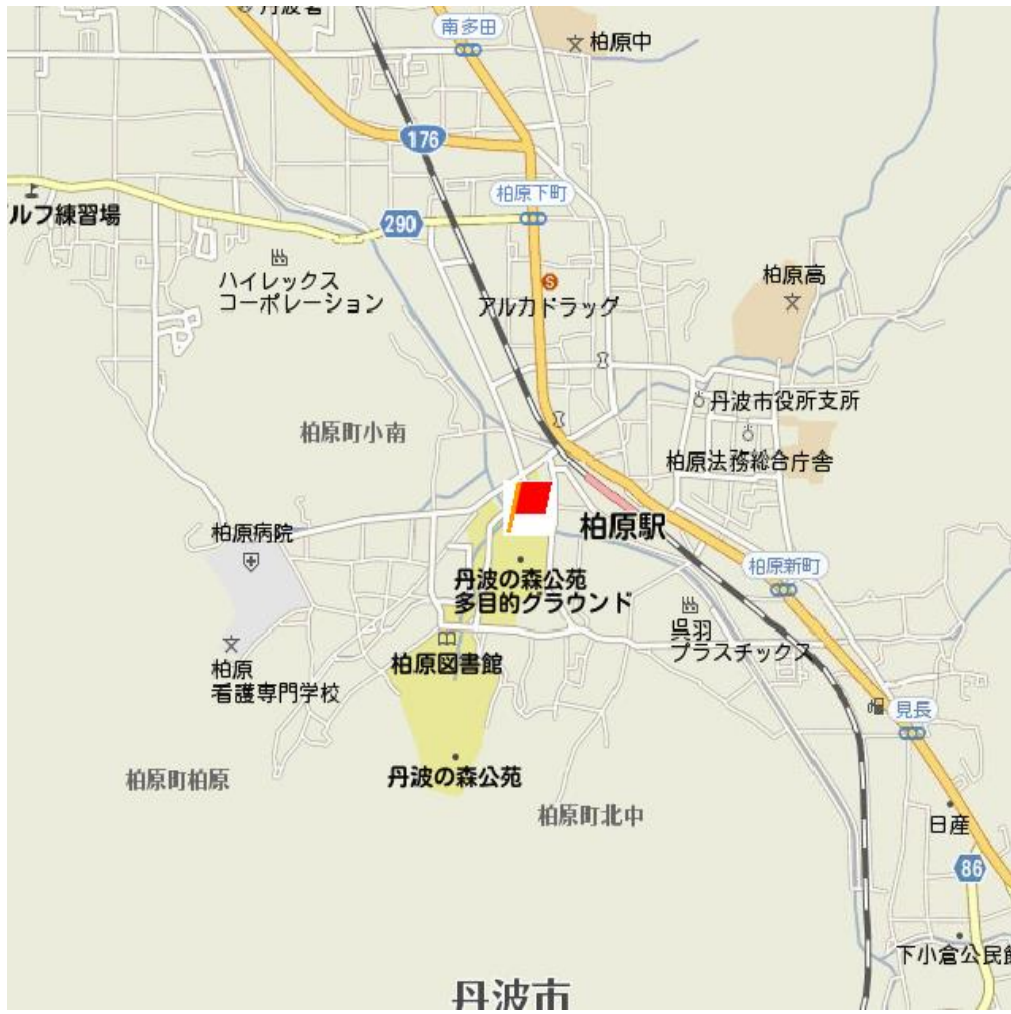 丹波署
南多田
柏原中
176
柏原下町
290
ルフ練習場
ハイレックス
コーポレーション
S
アルカドラッグ
柏原高
丹波市役所支所
柏原町小南
柏原法務総合庁舎
柏原駅
柏原病院
柏原新町
丹波の森公苑
多目的グラウンド
呉羽
プラスチックス
柏原図書館
柏原
看護専門学校
見長
柏原町柏原
丹波の森公苑
柏原町北中
日産
86
下小倉公民館
丹波市